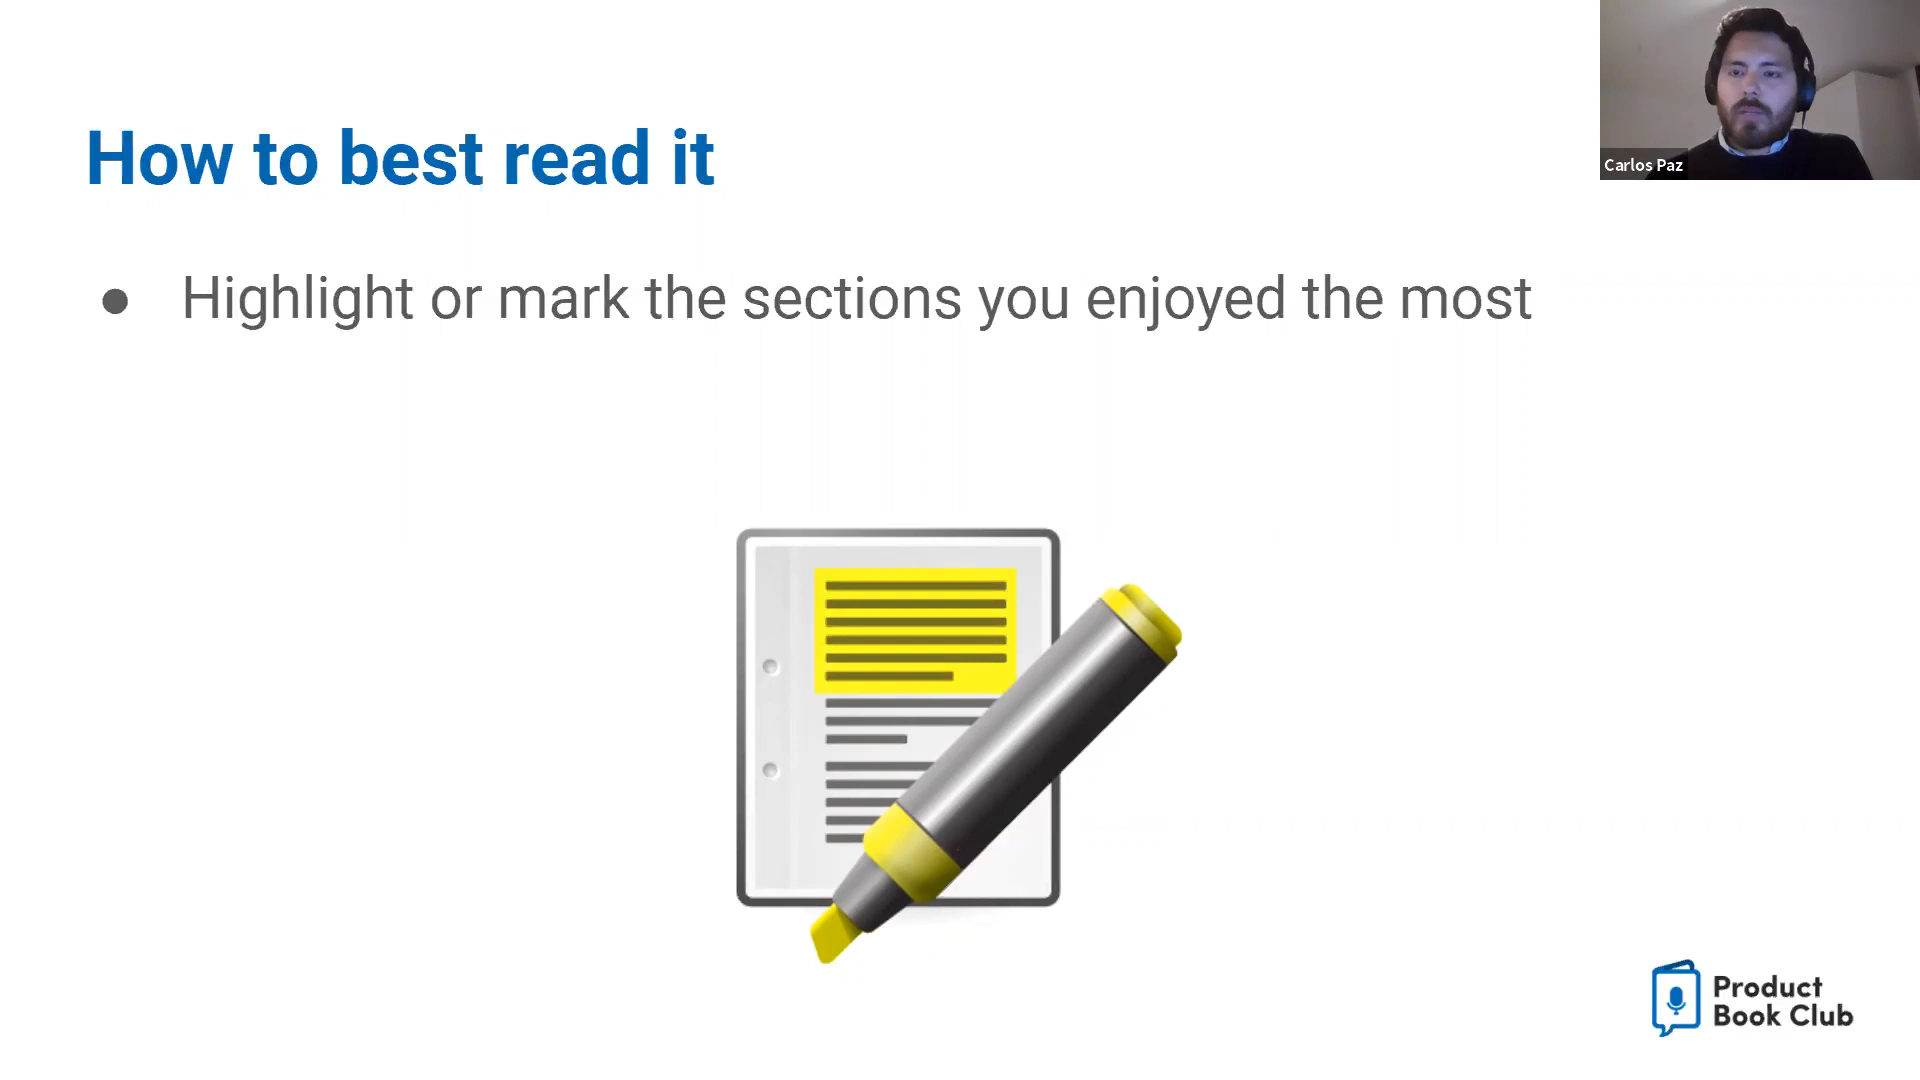 How to best read it
● Highlight or mark the sections you enjoyed the most
Carlos Paz
Product
Book Club